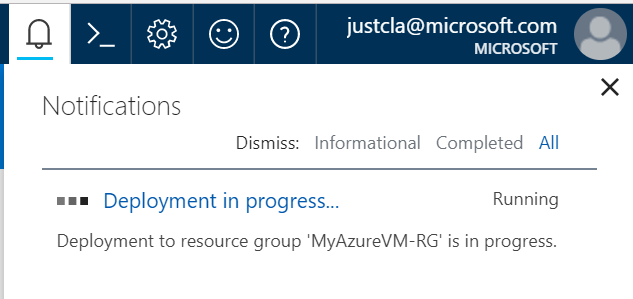 justcla@microsoft.com
MICROSOFT
Notifications
Dismiss: Informational Completed All
Deployment in progress... Running
Deployment to resource group 'MyAzureVM-RG' is in progress.